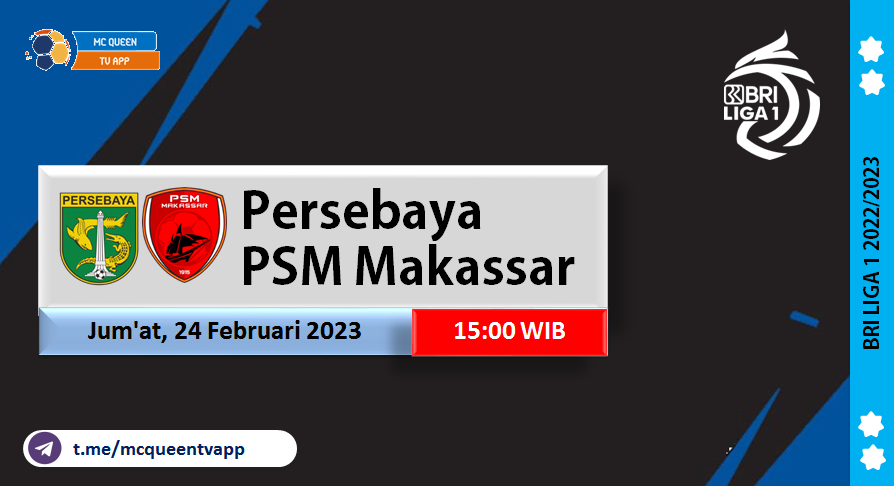 MC QUEEN
TV APP
BRI
LIGA 1
PERSEBAYA
PSM
MAKASSAR
1915
Persebaya
PSM Makassar
Jum'at, 24 Februari 2023
15:00 WIB
BRI LIGA 1 2022/2023
t.me/mcqueentvapp